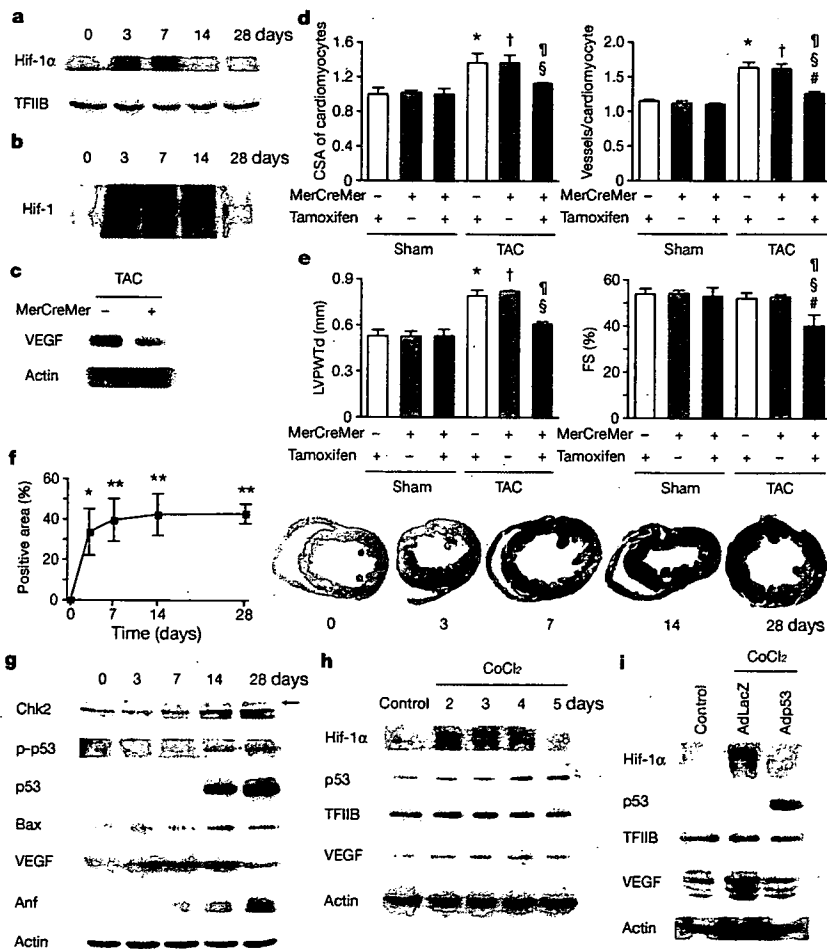 a
0 3 7 14 28 days
Hif-1α
TFIIB
b
0 3 7 14 28 days
Hif-1
c
TAC
MerCreMer − +
VEGF
Actin
d
CSA of cardiomyocytes
1.6
1.2
0.8
0.4
0
* † ¶
§
MerCreMer − + + − + +
Tamoxifen + − + + − +
Sham TAC
Vessels/cardiomyocyte
2.0
1.5
1.0
0.5
0
* † ¶
§
#
MerCreMer − + + − + +
Tamoxifen + − + + − +
Sham TAC
e
LVPWTd (mm)
0.9
0.6
0.3
0
* † ¶
§
MerCreMer − + + − + +
Tamoxifen + − + + − +
Sham TAC
FS (%)
60
40
20
0
¶
§
#
MerCreMer − + + − + +
Tamoxifen + − + + − +
Sham TAC
f
Positive area (%)
60
40
20
0
* ** ** **
0 7 14 28
Time (days)
0 3 7 14 28 days
g
0 3 7 14 28 days
Chk2
p-p53
p53
Bax
VEGF
Anf
Actin
h
CoCl₂
Control 2 3 4 5 days
Hif-1α
p53
TFIIB
VEGF
Actin
i
CoCl₂
Control AdLacZ Adp53
Hif-1α
p53
TFIIB
VEGF
Actin